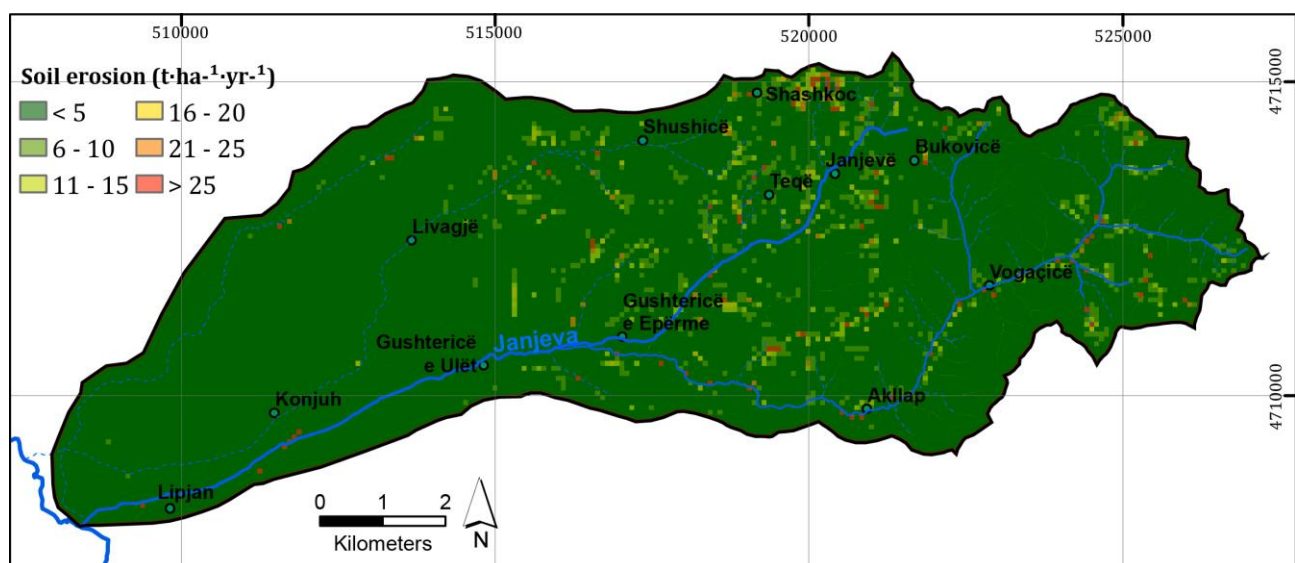 510000 515000 520000 525000
Soil erosion (t·ha-¹·yr-¹)
< 5 16 - 20
6 - 10 21 - 25
11 - 15 > 25
4715000
Shashkoc
Shushicë
Bukovicë
Janjevë
Teqë
Livagjë
Vogaçicë
Gushtericë
e Epërme
Janjeva
Gushtericë
e Ulët
4710000
Konjuh
Akllap
Lipjan
0 1 2
Kilometers
N